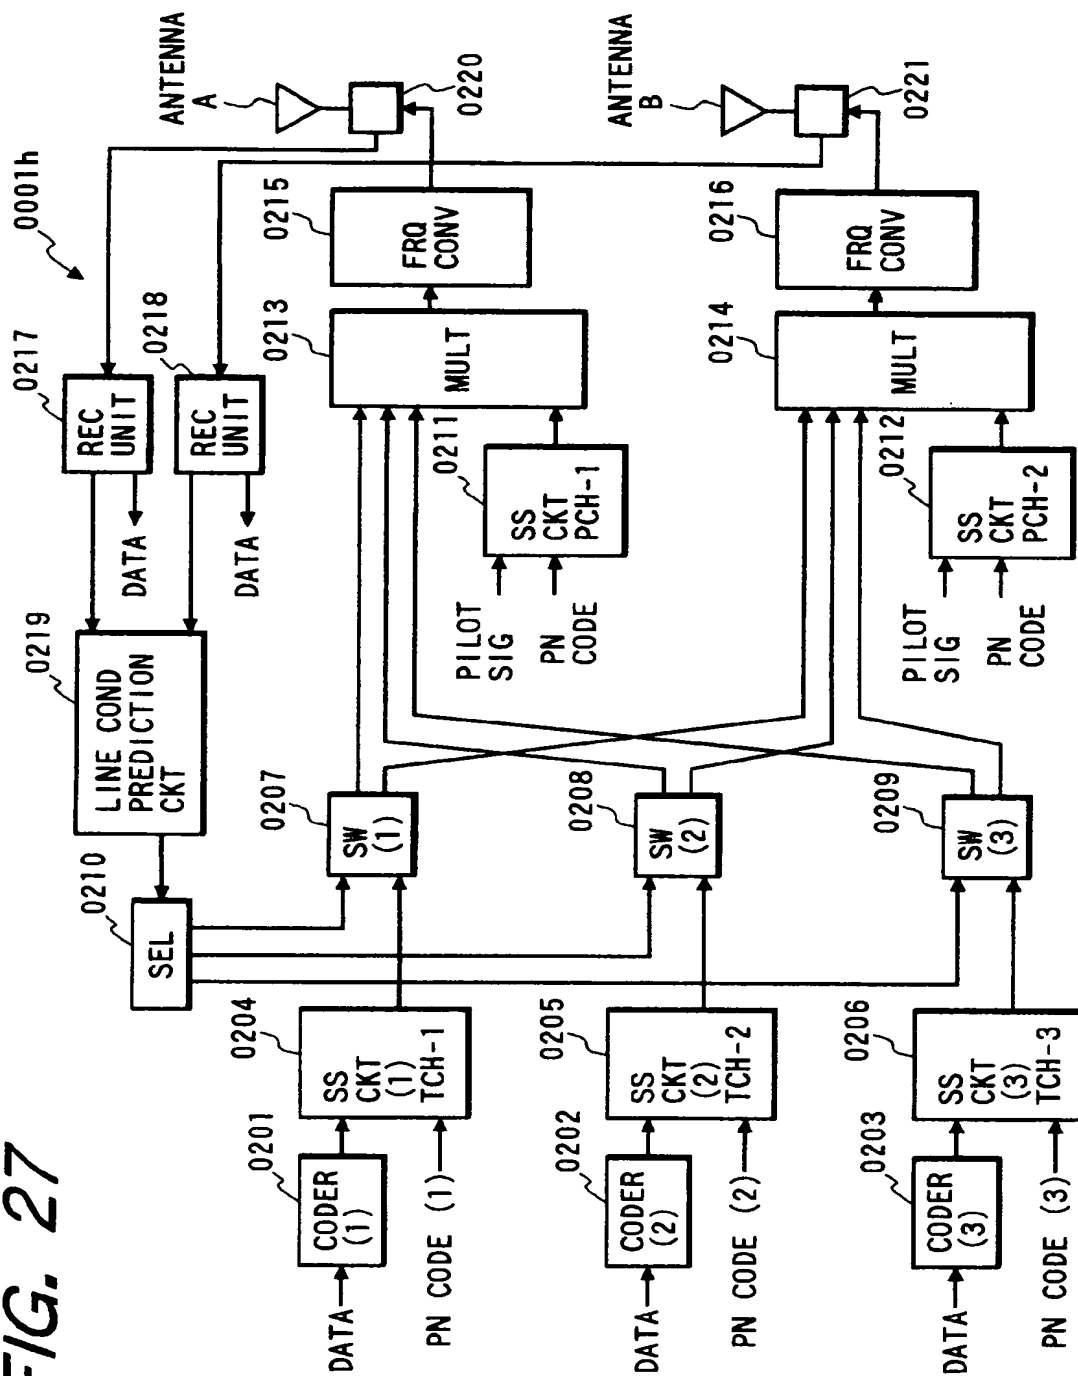 FIG. 27
0001h
DATA
CODER
(1)
0201
PN CODE (1)
SS
CKT
(1)
TCH-1
0204
SEL
0210
LINE COND
PREDICTION
CKT
0219
REC
UNIT
0217
DATA
REC
UNIT
0218
DATA
SW
(1)
0207
PILOT
SIG
PN
CODE
SS
CKT
PCH-1
0211
MULT
0213
FRQ
CONV
0215
ANTENNA
A
0220
DATA
CODER
(2)
0202
PN CODE (2)
SS
CKT
(2)
TCH-2
0205
SW
(2)
0208
DATA
CODER
(3)
0203
PN CODE (3)
SS
CKT
(3)
TCH-3
0206
SW
(3)
0209
PILOT
SIG
PN
CODE
SS
CKT
PCH-2
0212
MULT
0214
FRQ
CONV
0216
ANTENNA
B
0221